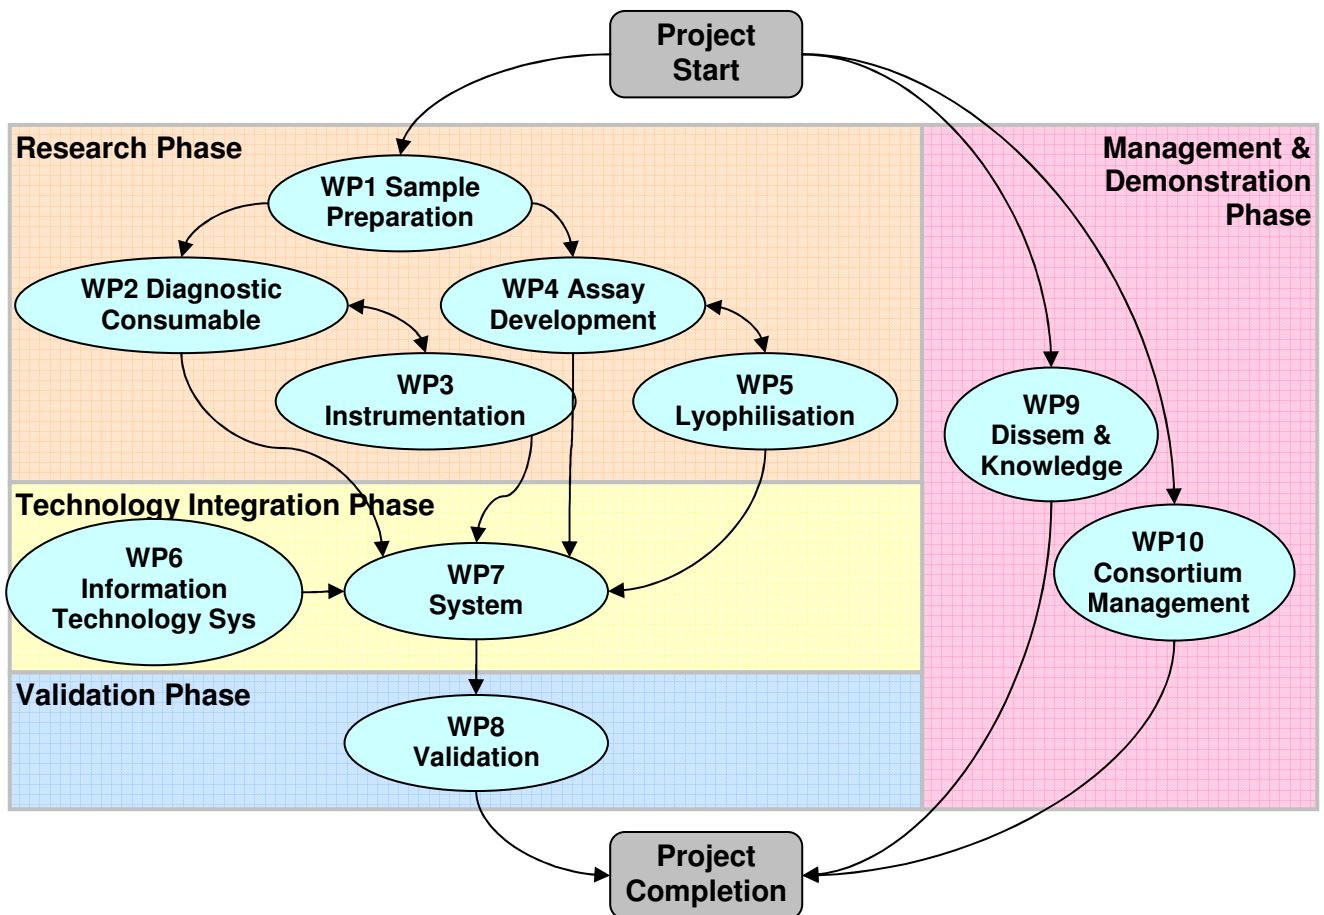 Project
Start
Research Phase
Management &
Demonstration
Phase
WP1 Sample
Preparation
WP2 Diagnostic
Consumable
WP4 Assay
Development
WP3
Instrumentation
WP5
Lyophilisation
WP9
Dissem &
Knowledge
Technology Integration Phase
WP6
Information
Technology Sys
WP7
System
WP10
Consortium
Management
Validation Phase
WP8
Validation
Project
Completion